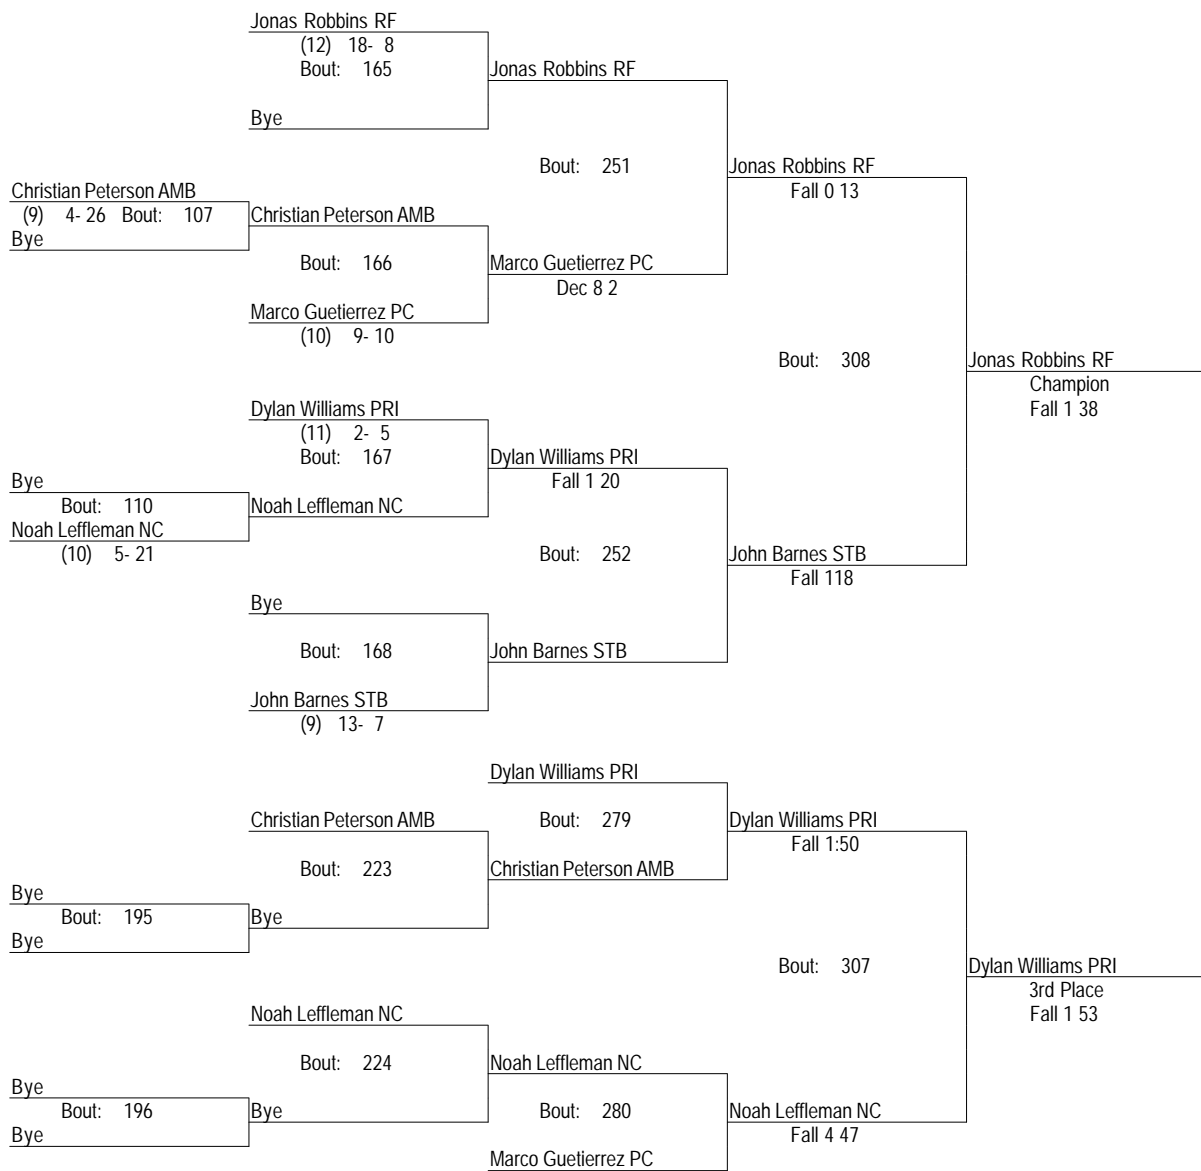 Jonas Robbins RF
(12) 18- 8
Bout: 165
Jonas Robbins RF
Bye
Bout: 251
Jonas Robbins RF
Fall 0 13
Christian Peterson AMB
(9) 4- 26 Bout: 107
Christian Peterson AMB
Bye
Bout: 166
Marco Guetierrez PC
Dec 8 2
Marco Guetierrez PC
(10) 9- 10
Bout: 308
Jonas Robbins RF
Champion
Fall 1 38
Dylan Williams PRI
(11) 2- 5
Bout: 167
Dylan Williams PRI
Fall 1 20
Bye
Bout: 110
Noah Leffleman NC
Noah Leffleman NC
(10) 5- 21
Bout: 252
John Barnes STB
Fall 118
Bye
Bout: 168
John Barnes STB
John Barnes STB
(9) 13- 7
Dylan Williams PRI
Christian Peterson AMB
Bout: 279
Dylan Williams PRI
Fall 1:50
Bout: 223
Christian Peterson AMB
Bye
Bout: 195
Bye
Bye
Bout: 307
Dylan Williams PRI
3rd Place
Fall 1 53
Noah Leffleman NC
Bout: 224
Noah Leffleman NC
Bye
Bout: 196
Bye
Bout: 280
Noah Leffleman NC
Fall 4 47
Bye
Marco Guetierrez PC